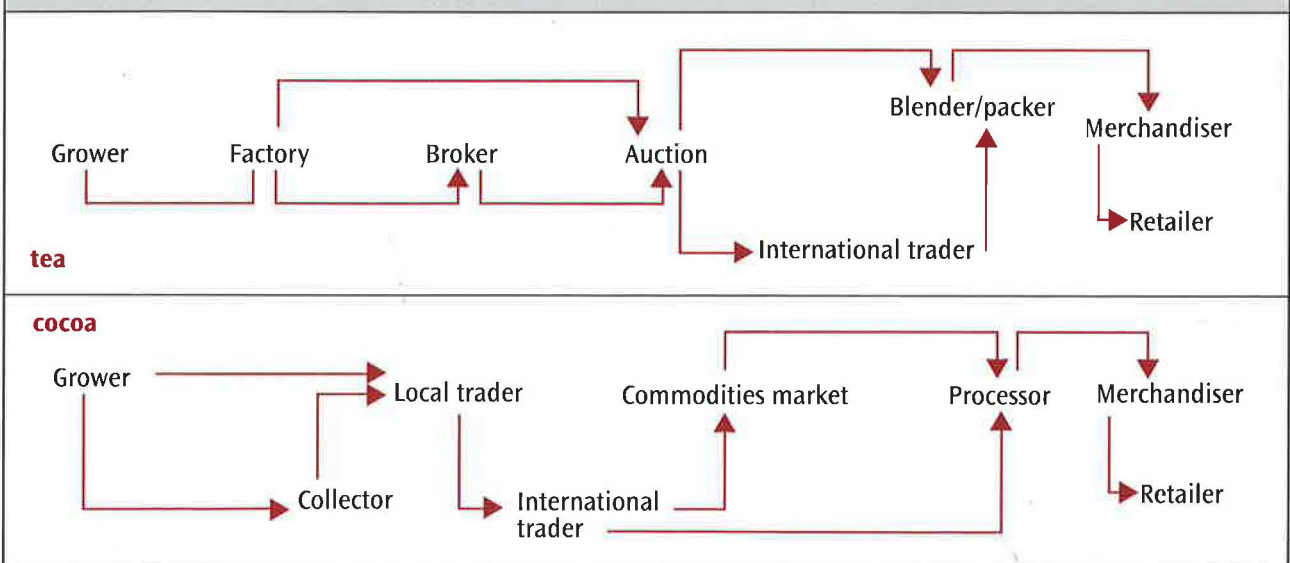 Blender/packer
Merchandiser
Grower
Factory
Broker
Auction
Retailer
International trader
tea
cocoa
Grower
Local trader
Commodities market
Processor
Merchandiser
Collector
International
trader
Retailer